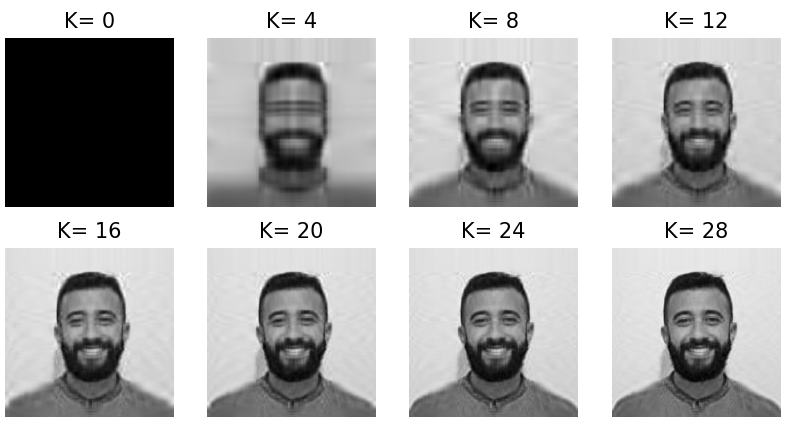 K= 0 K= 4 K= 8 K= 12
K= 16 K= 20 K= 24 K= 28